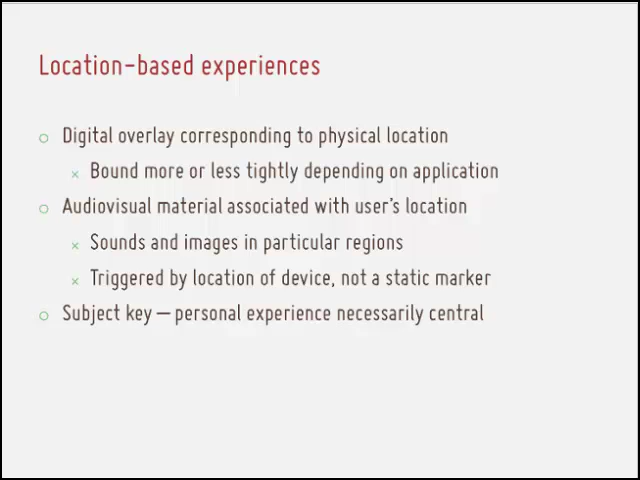 Location-based experiences
Digital overlay corresponding to physical location
Bound more or less tightly depending on application
Audiovisual material associated with user's location
Sounds and images in particular regions
Triggered by location of device, not a static marker
Subject key — personal experience necessarily central